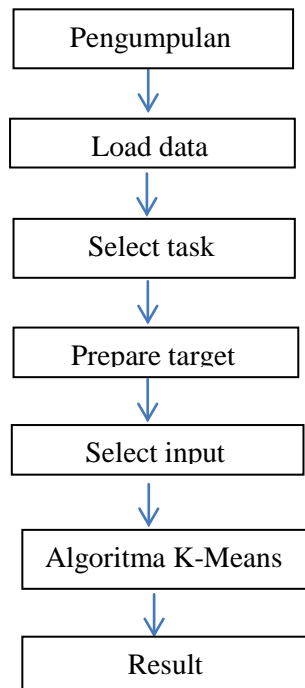 Pengumpulan
Load data
Select task
Prepare target
Select input
Algoritma K-Means
Result